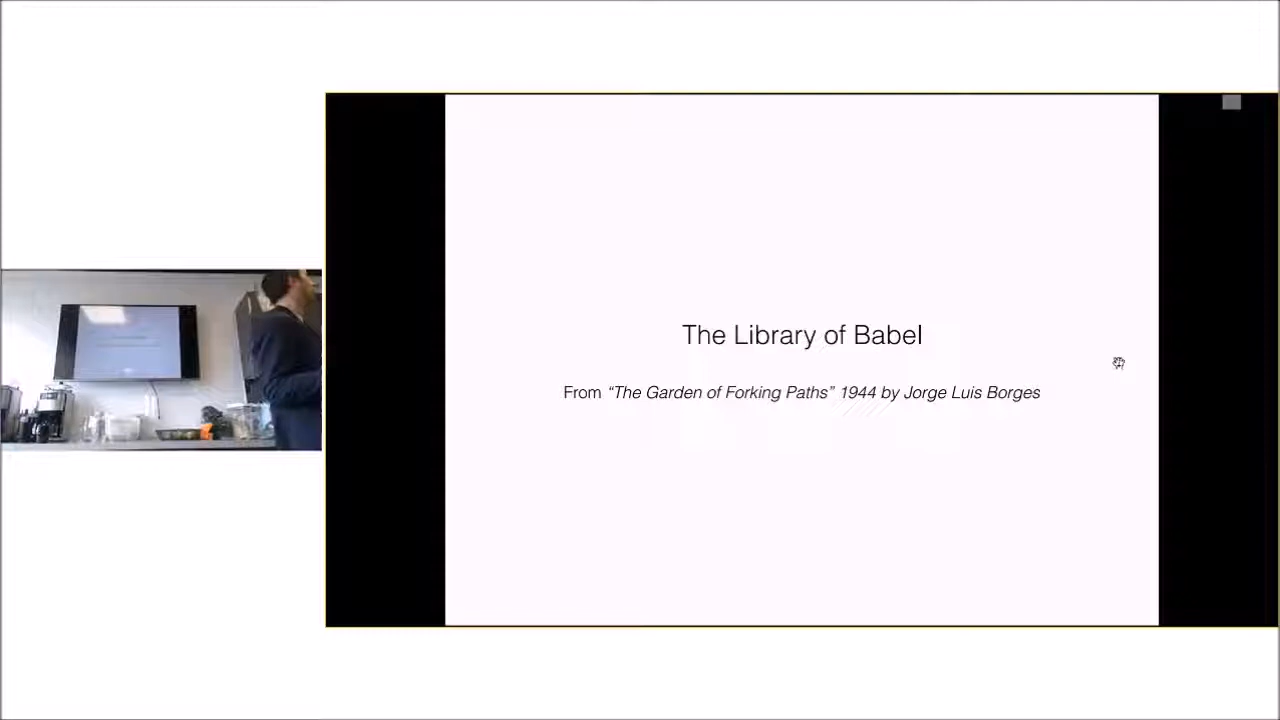 The Library of Babel
From “The Garden of Forking Paths” 1944 by Jorge Luis Borges